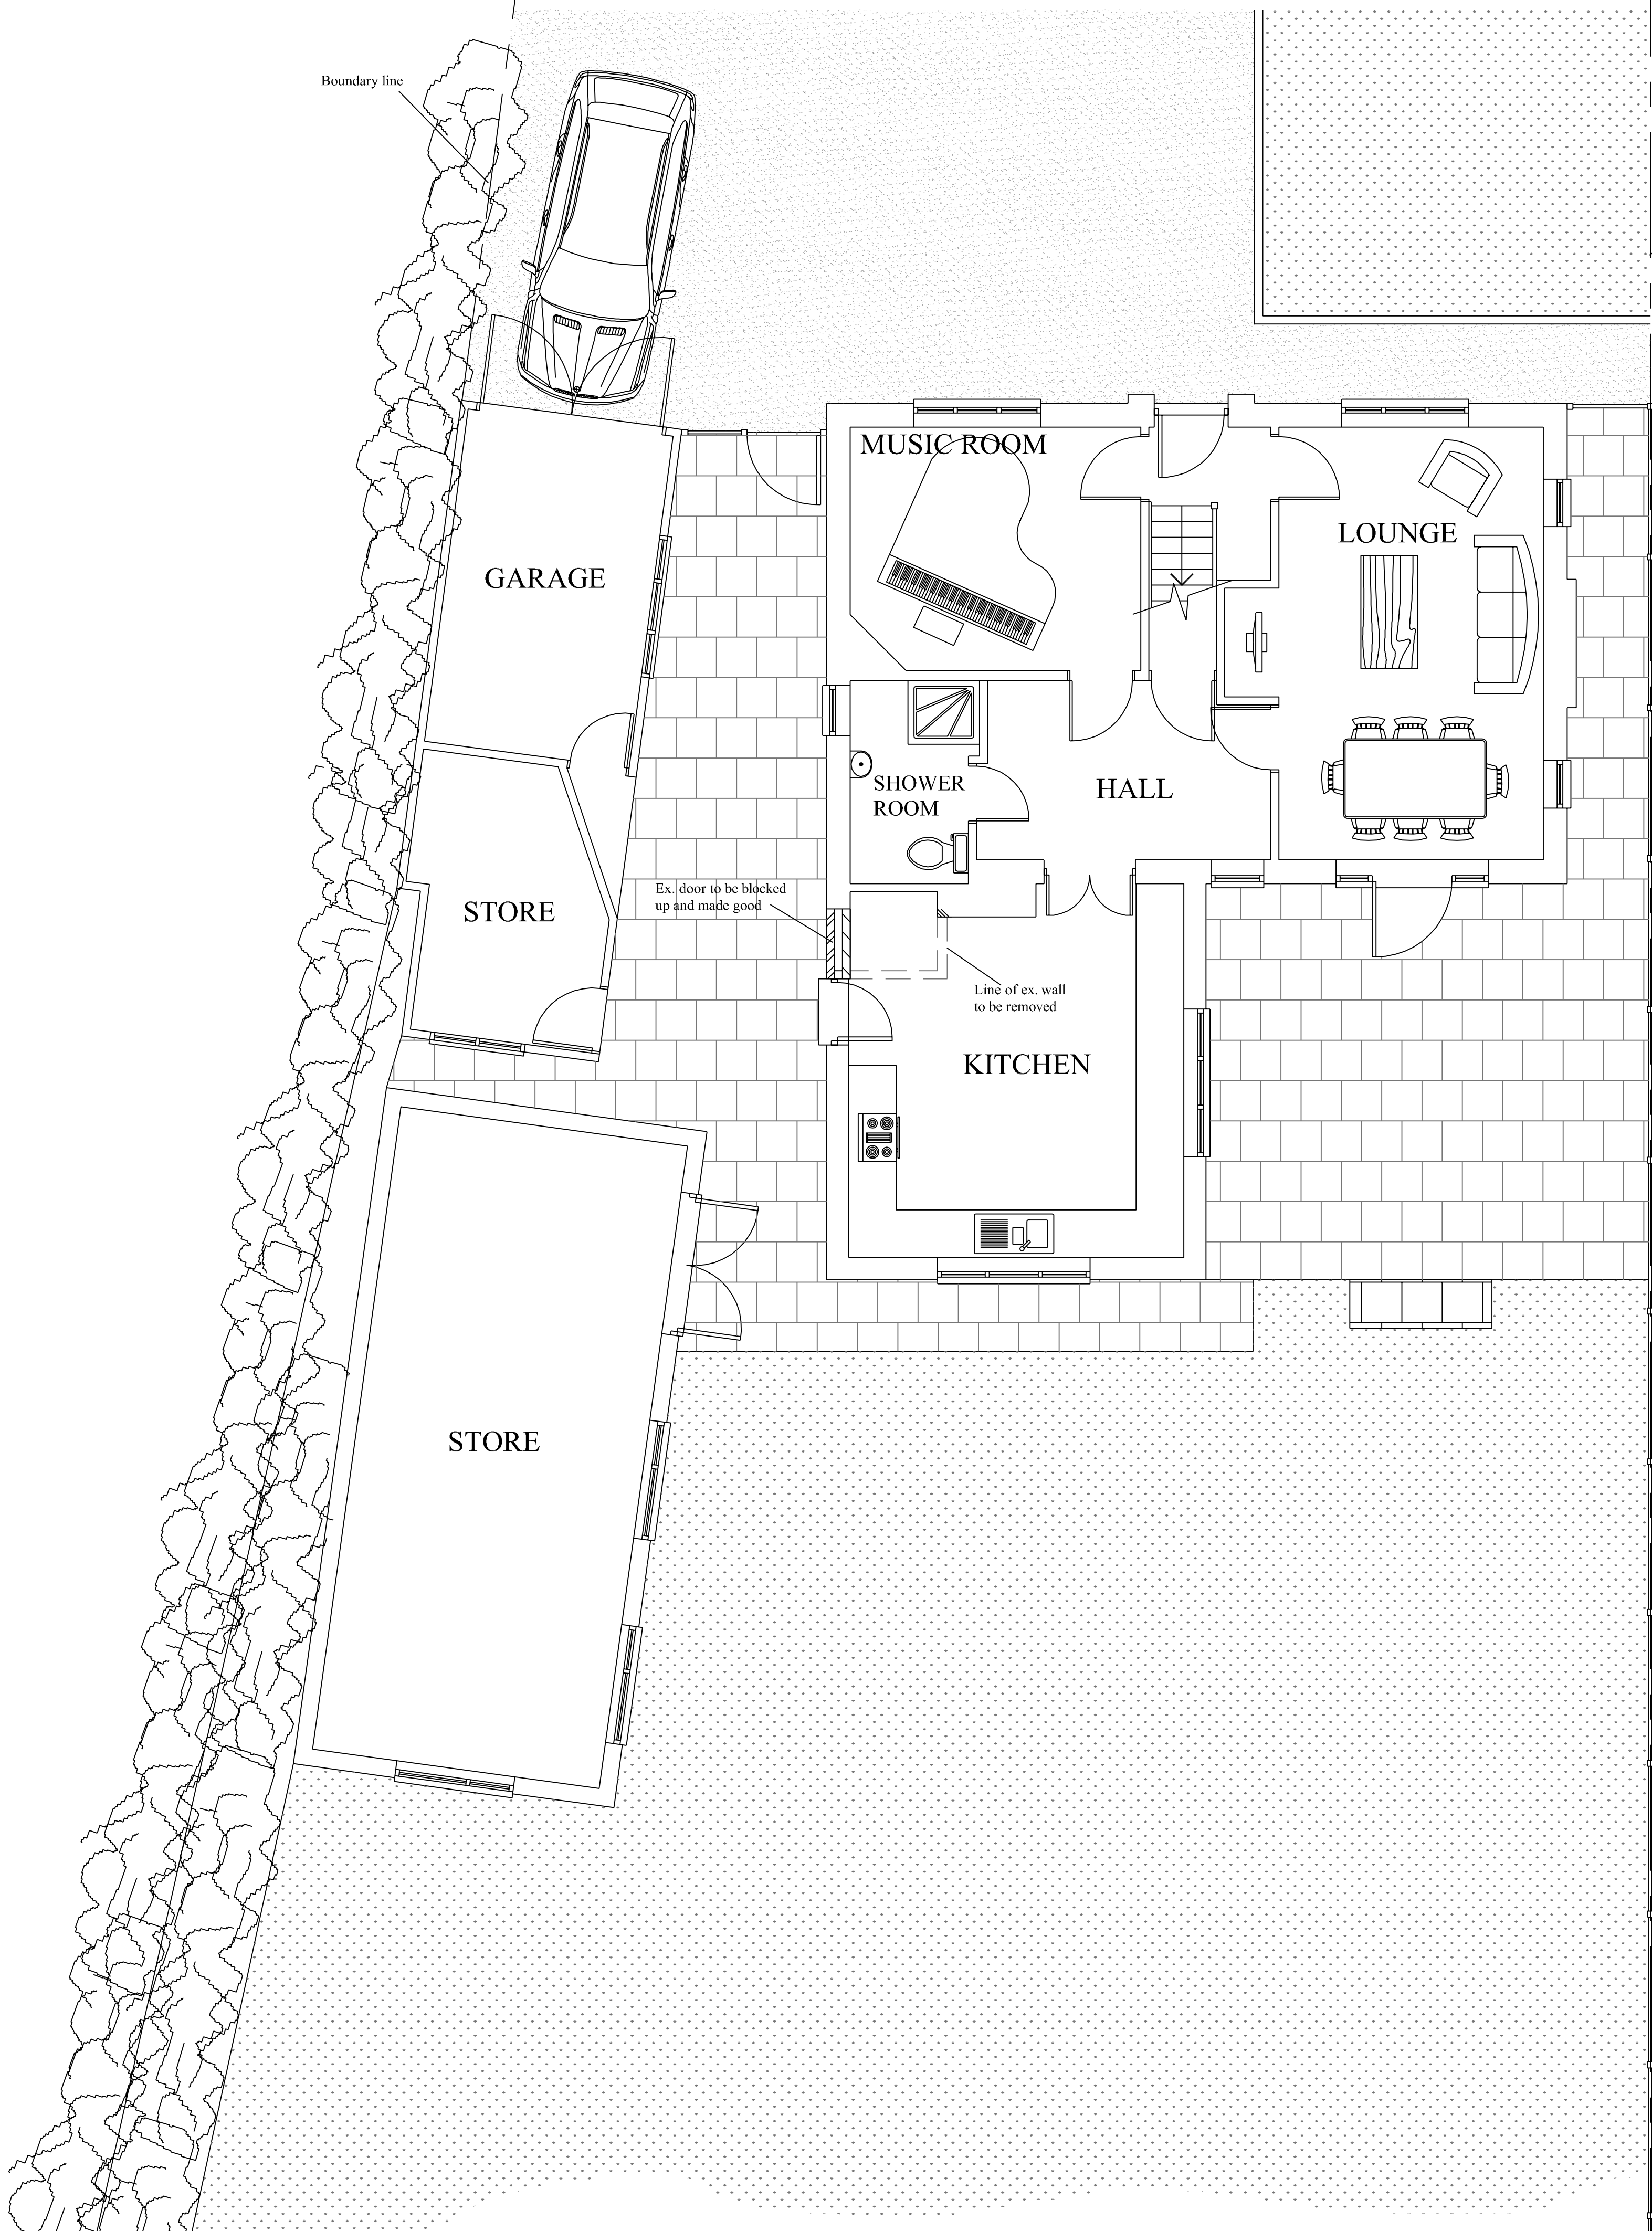 Boundary line
MUSIC ROOM
LOUNGE
GARAGE
SHOWER
ROOM
HALL
Ex. door to be blocked
up and made good
STORE
Line of ex. wall
to be removed
KITCHEN
STORE